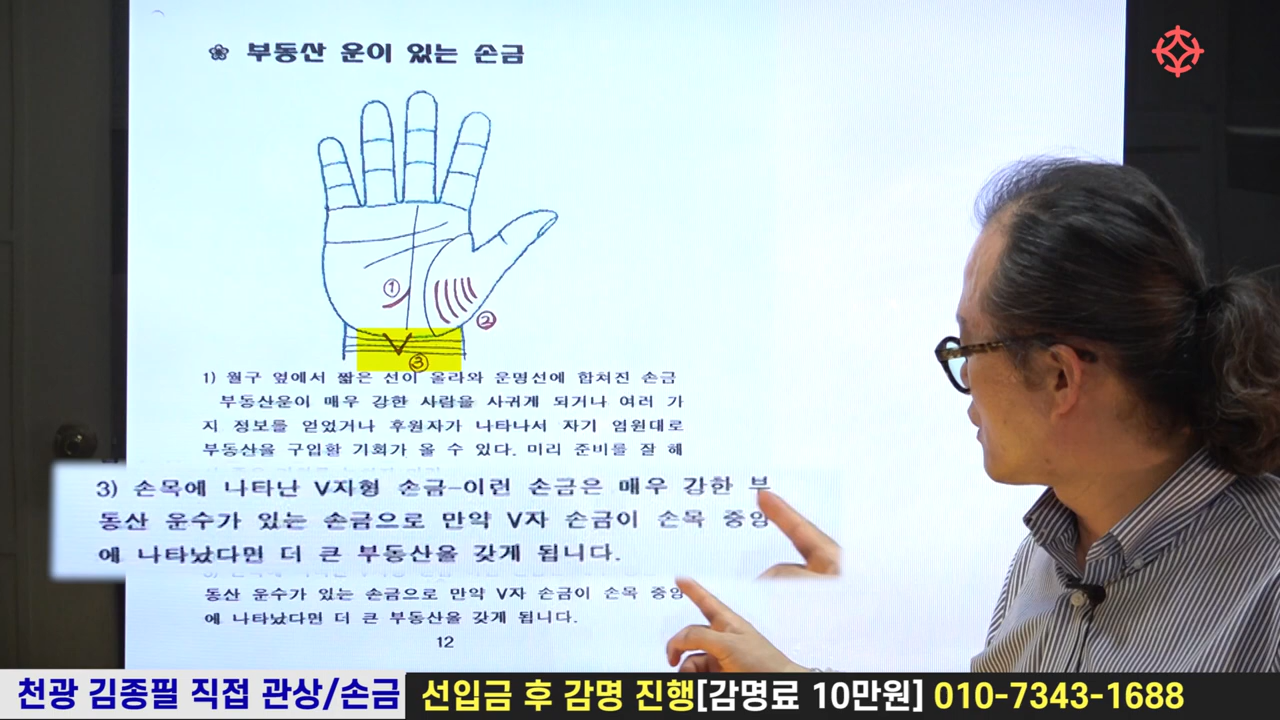 ❀ 부동산 운이 있는 손금
①
②
③
1) 월구 옆에서 짧은 선이 올라와 운명선에 합쳐진 손금
부동산운이 매우 강한 사람을 사귀게 되거나 여러 가
지 정보를 얻었거나 후원자가 나타나서 자기 염원대로
부동산을 구입할 기회가 올 수 있다. 미리 준비를 잘 해
3) 손목에 나타난 V자형 손금-이런 손금은 매우 강한 부
동산 운수가 있는 손금으로 만약 V자 손금이 손목 중앙
에 나타났다면 더 큰 부동산을 갖게 됩니다.
동산 운수가 있는 손금으로 만약 V자 손금이 손목 중앙
에 나타났다면 더 큰 부동산을 갖게 됩니다.
12
천광 김종필 직접 관상/손금 선입금 후 감명 진행[감명료 10만원] 010-7343-1688